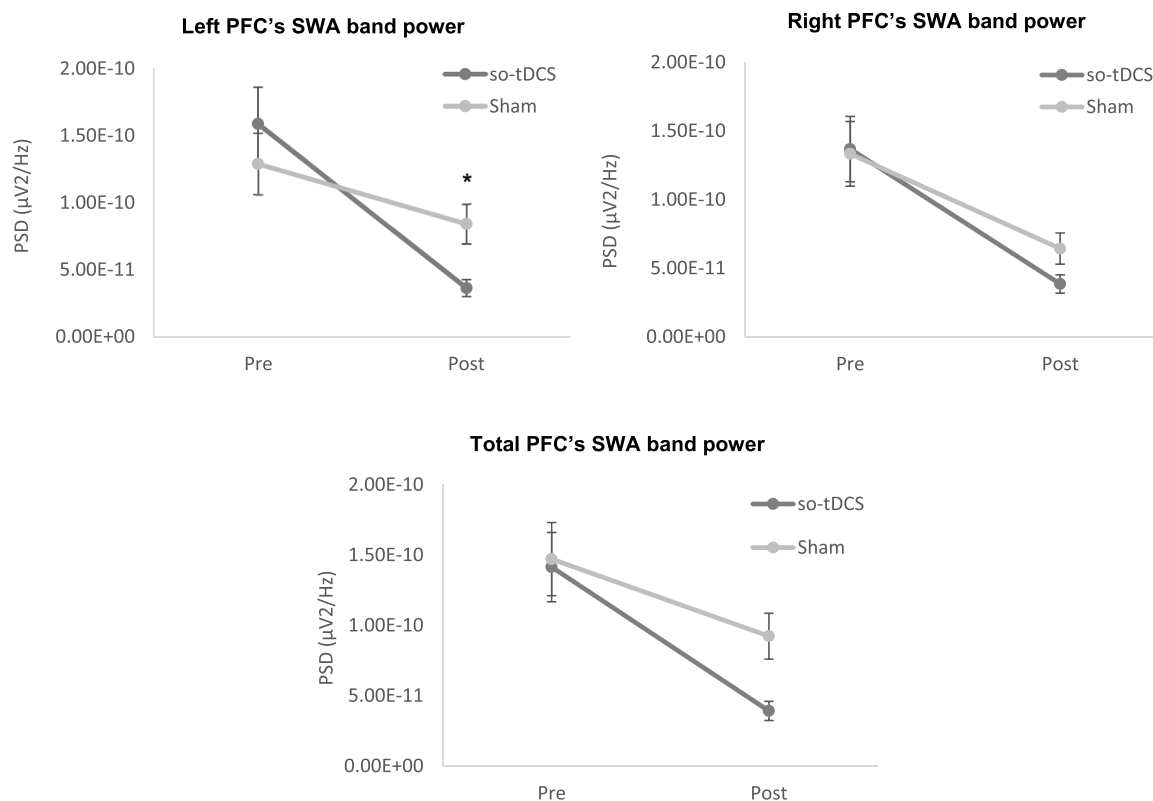 Left PFC’s SWA band power
2.00E-10
1.50E-10
1.00E-10
5.00E-11
0.00E+00
PSD (µV2/Hz)
so-tDCS
Sham
*
Pre
Post
Right PFC’s SWA band power
2.00E-10
1.50E-10
1.00E-10
5.00E-11
0.00E+00
PSD (µV2/Hz)
so-tDCS
Sham
Pre
Post
Total PFC’s SWA band power
2.00E-10
1.50E-10
1.00E-10
5.00E-11
0.00E+00
PSD (µV2/Hz)
so-tDCS
Sham
Pre
Post